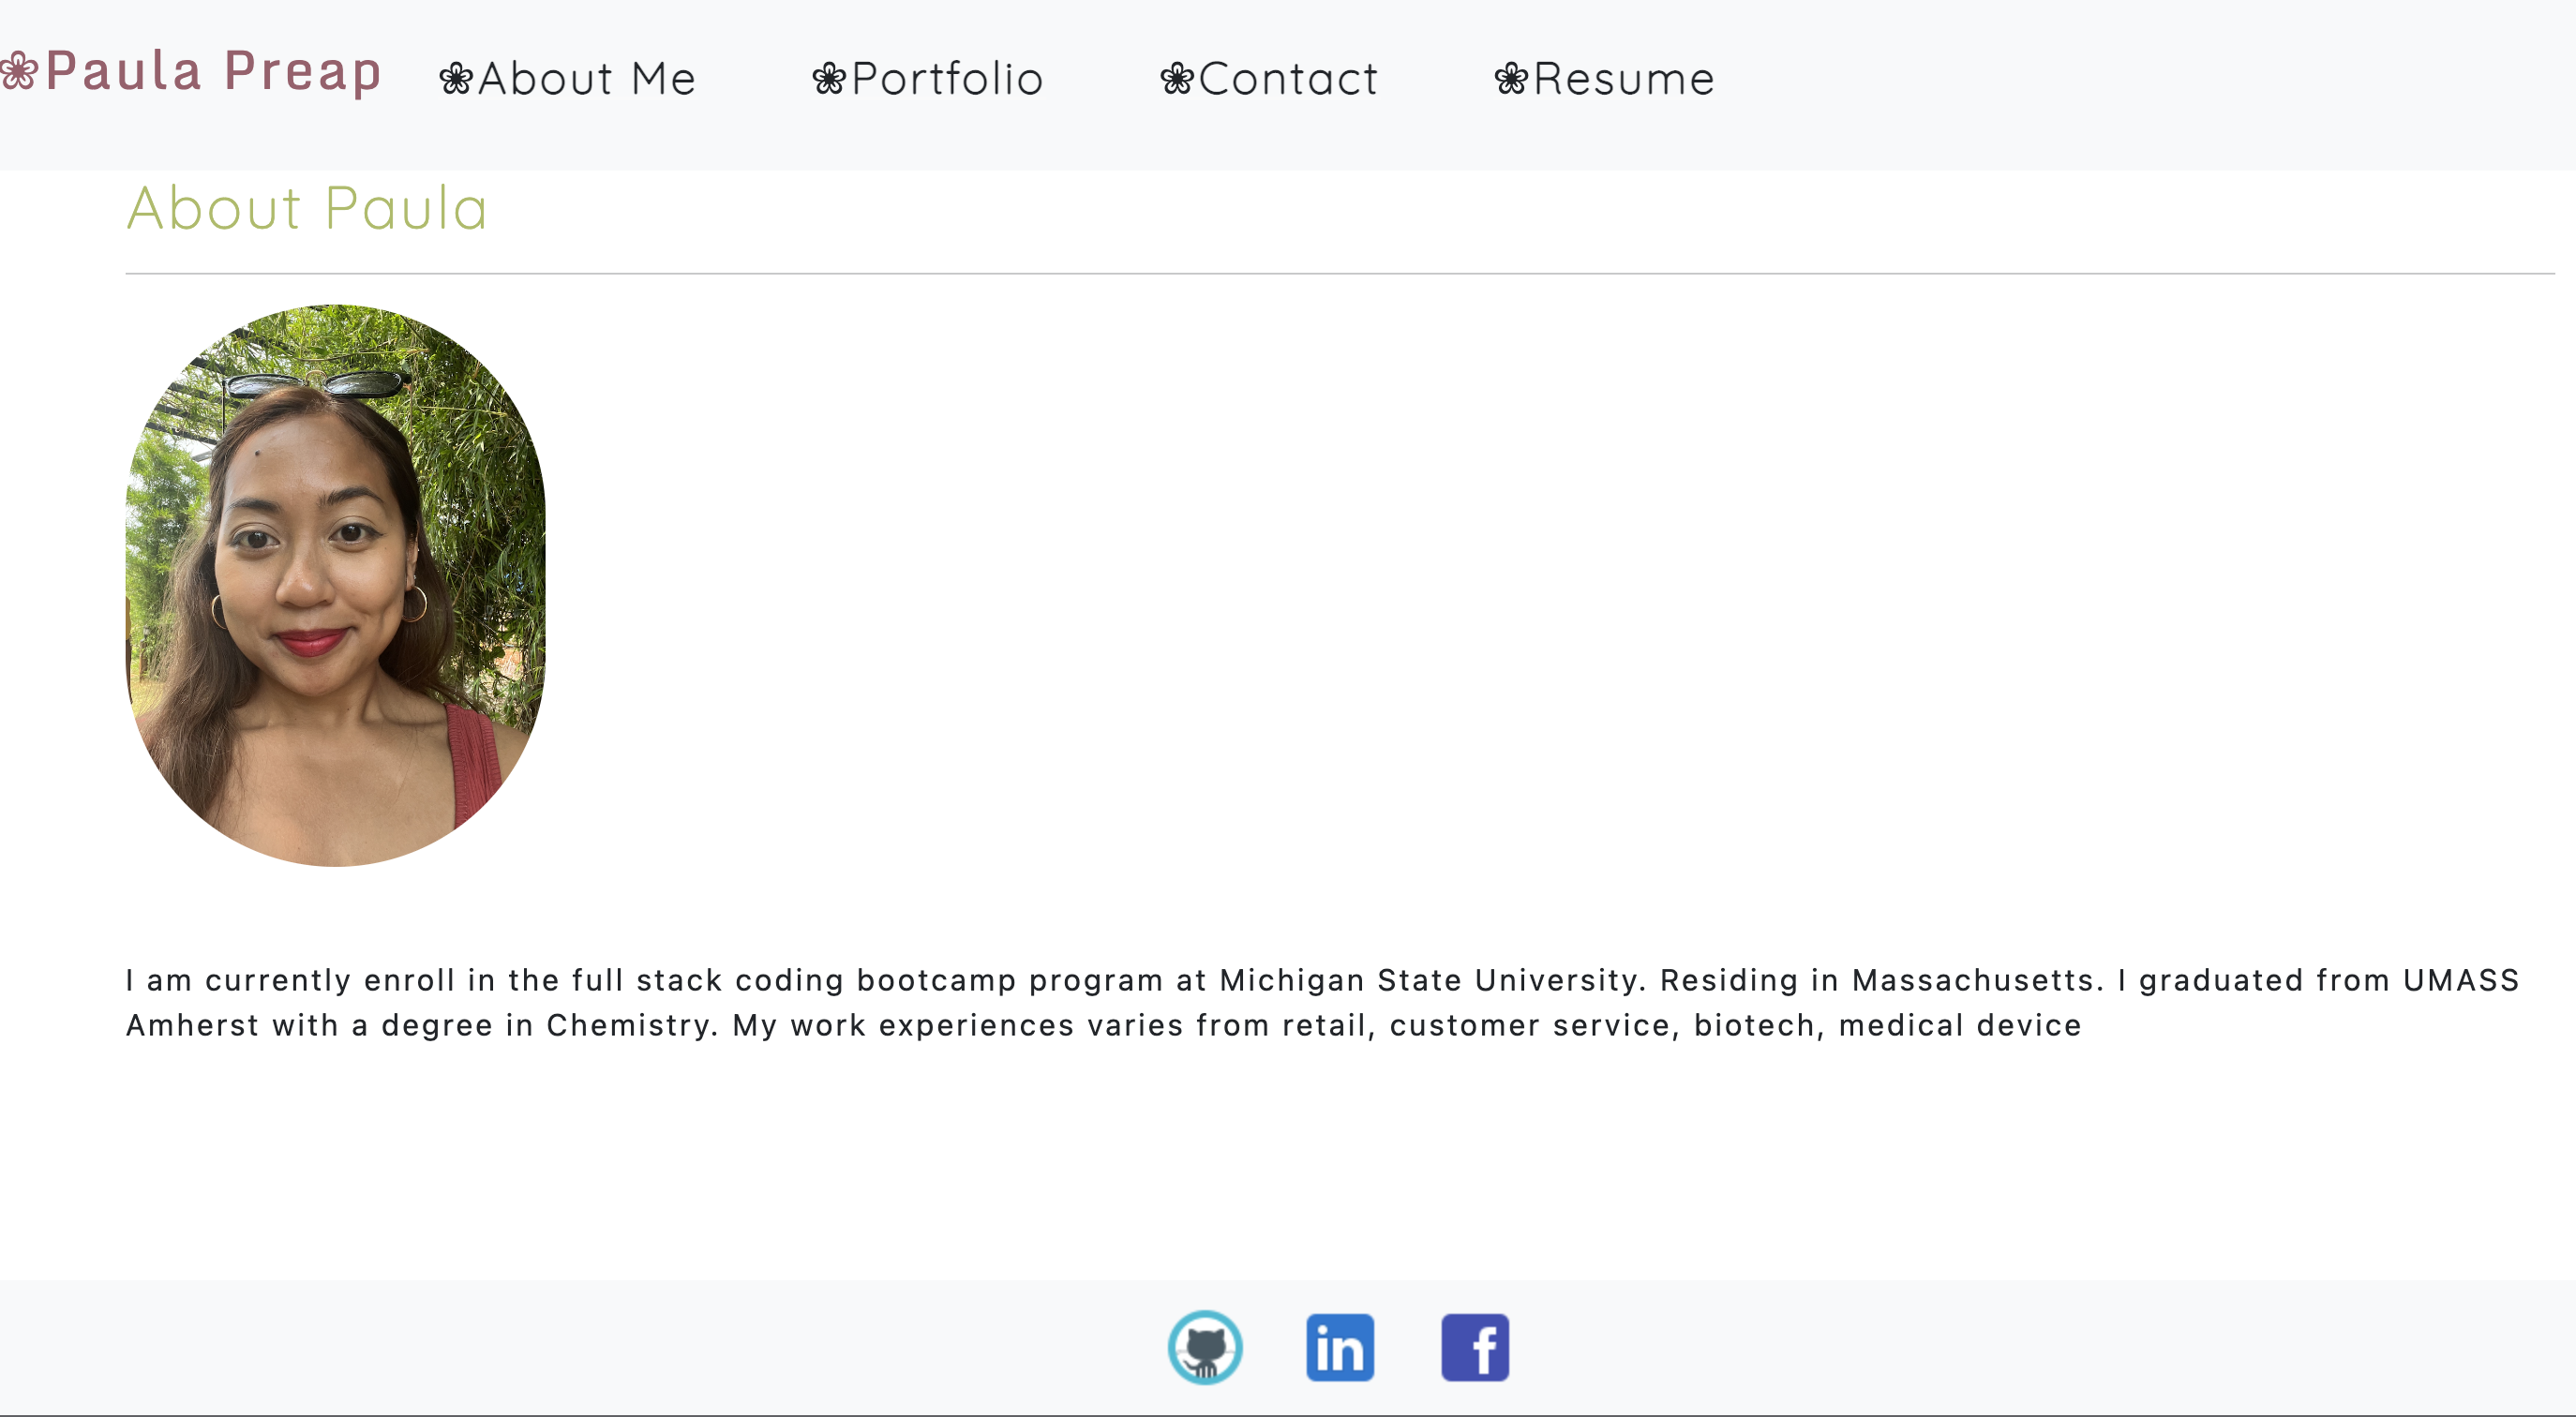 ❀Paula Preap ❀About Me ❀Portfolio ❀Contact ❀Resume
About Paula
I am currently enroll in the full stack coding bootcamp program at Michigan State University. Residing in Massachusetts. I graduated from UMASS
Amherst with a degree in Chemistry. My work experiences varies from retail, customer service, biotech, medical device
in f